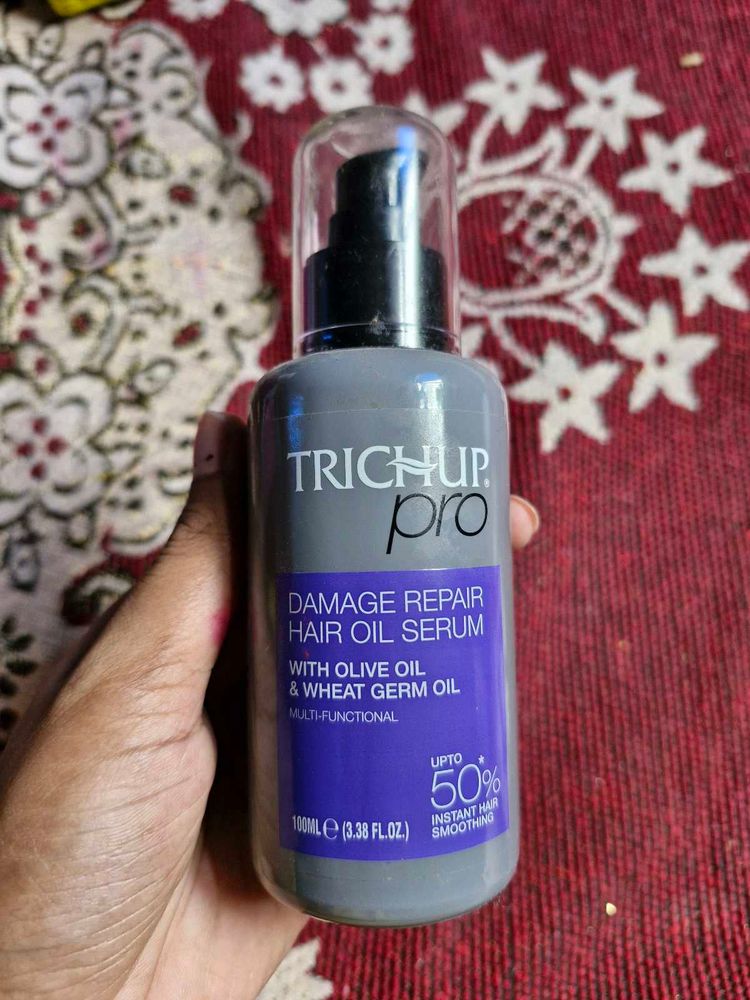 TRICHUP®
pro
DAMAGE REPAIR
HAIR OIL SERUM
WITH OLIVE OIL
& WHEAT GERM OIL
MULTI-FUNCTIONAL
UPTO
50%*
INSTANT HAIR
SMOOTHING
100ML ℮ (3.38 FL.OZ.)